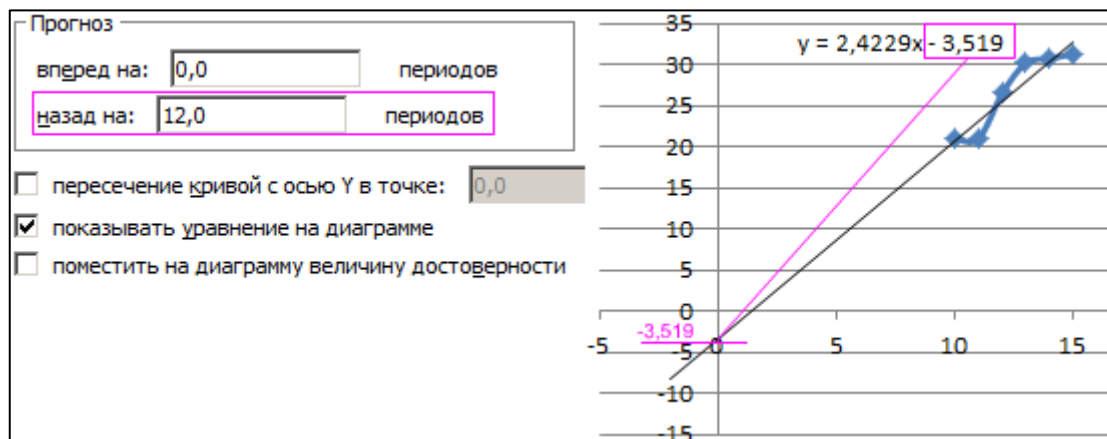 Прогноз
вперед на: 0,0 периодов
назад на: 12,0 периодов
пересечение кривой с осью Y в точке: 0,0
показывать уравнение на диаграмме
поместить на диаграмму величину достоверности
y = 2,4229x - 3,519
35
30
25
20
15
10
5
0
-3,519
-5 0 5 10 15
-5
-10
-15